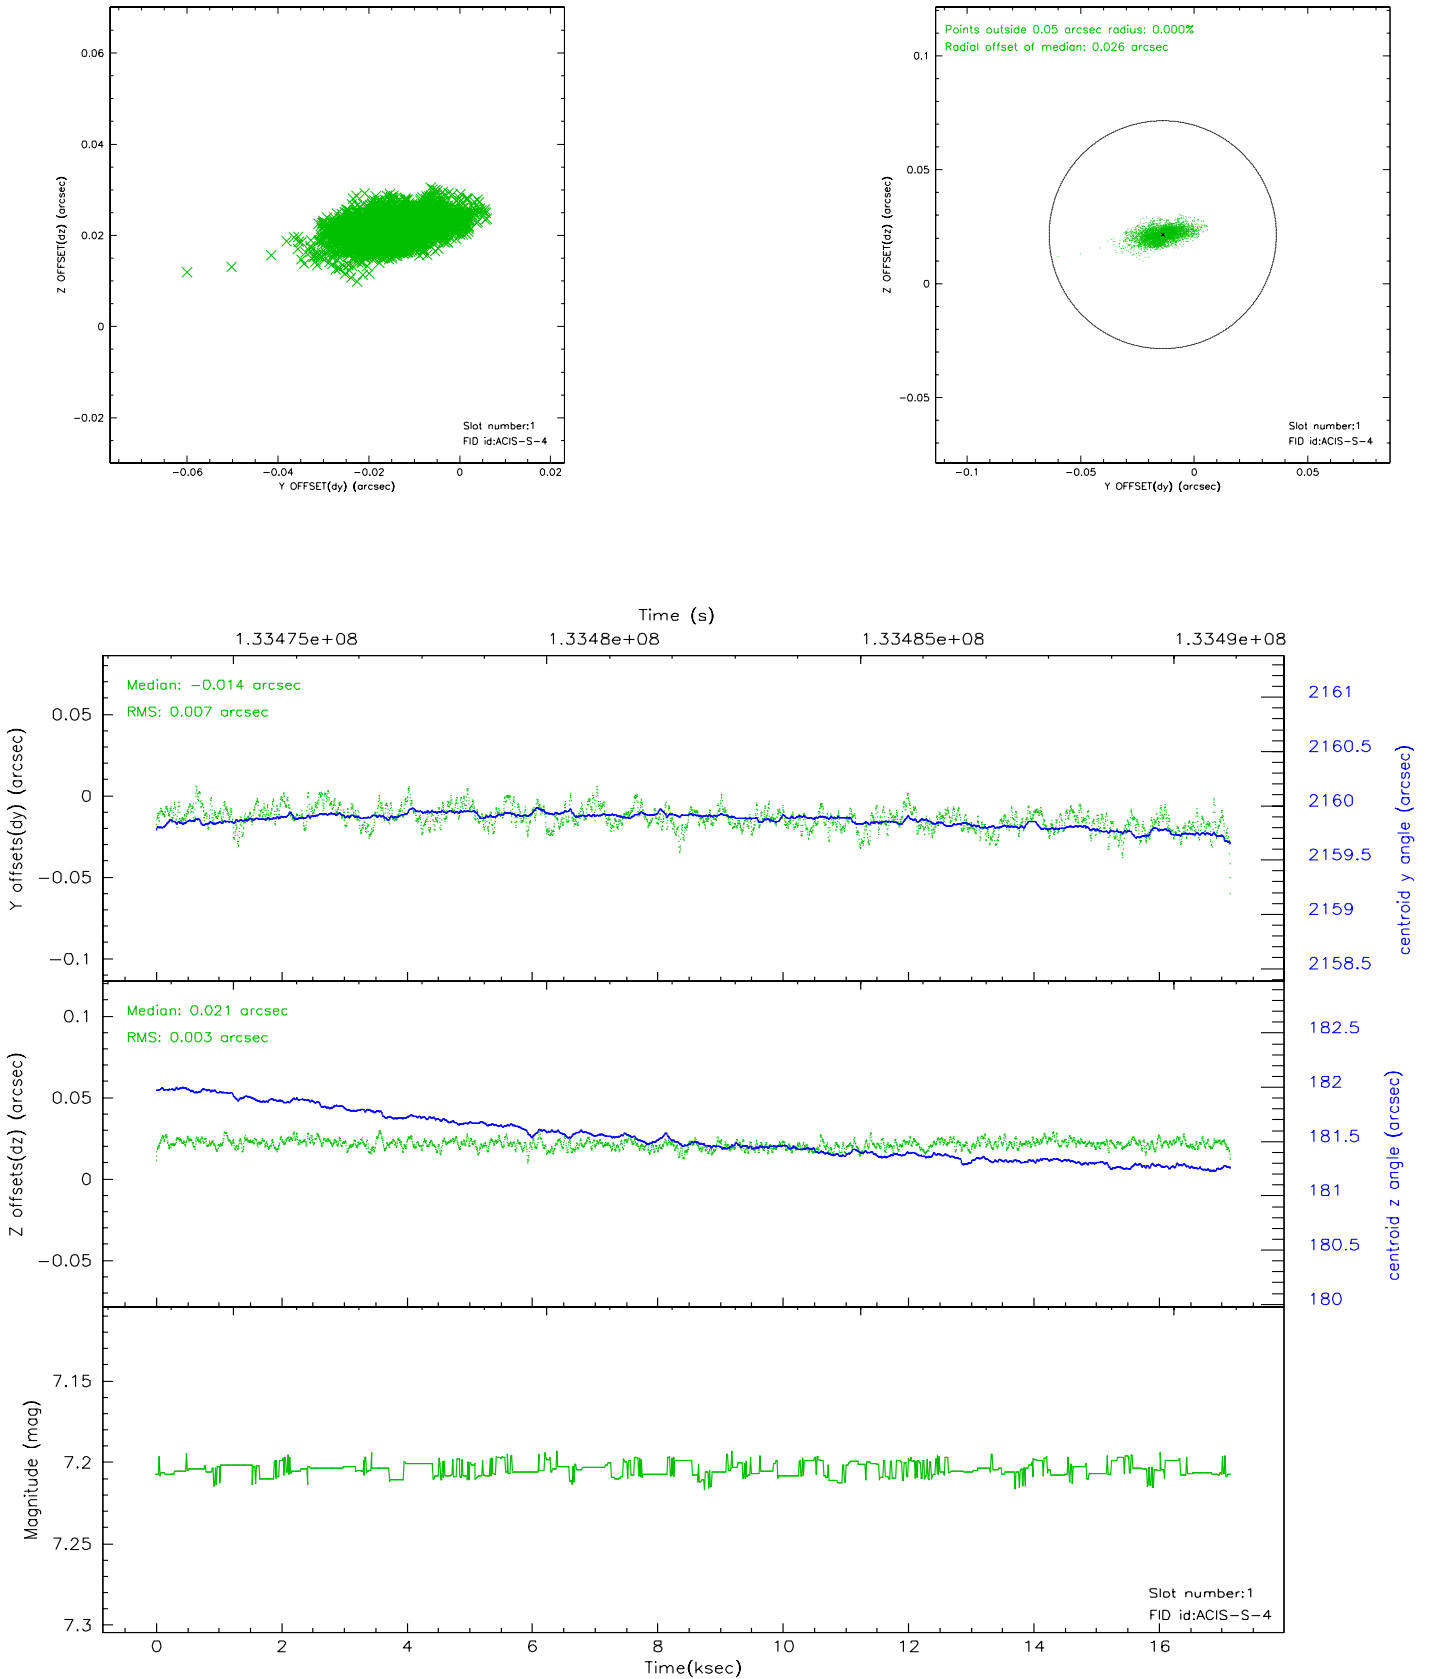 0.06
0.04
0.02
0
−0.02
Z OFFSET(dz) (arcsec)
Slot number:1
FID id:ACIS−S−4
−0.06 −0.04 −0.02 0 0.02
Y OFFSET(dy) (arcsec)
Points outside 0.05 arcsec radius: 0.000%
Radial offset of median: 0.026 arcsec
0.1
0.05
0
−0.05
Z OFFSET(dz) (arcsec)
Slot number:1
FID id:ACIS−S−4
−0.1 −0.05 0 0.05
Y OFFSET(dy) (arcsec)
Time (s)
1.33475e+08 1.3348e+08 1.33485e+08 1.3349e+08
Median: −0.014 arcsec
RMS: 0.007 arcsec
0.05
0
−0.05
−0.1
Y offsets(dy) (arcsec)
2161
2160.5
2160
2159.5
2159
2158.5
centroid y angle (arcsec)
Median: 0.021 arcsec
RMS: 0.003 arcsec
0.1
0.05
0
−0.05
Z offsets(dz) (arcsec)
182.5
182
181.5
181
180.5
180
centroid z angle (arcsec)
7.15
7.2
7.25
7.3
Magnitude (mag)
Slot number:1
FID id:ACIS−S−4
0 2 4 6 8 10 12 14 16
Time(ksec)